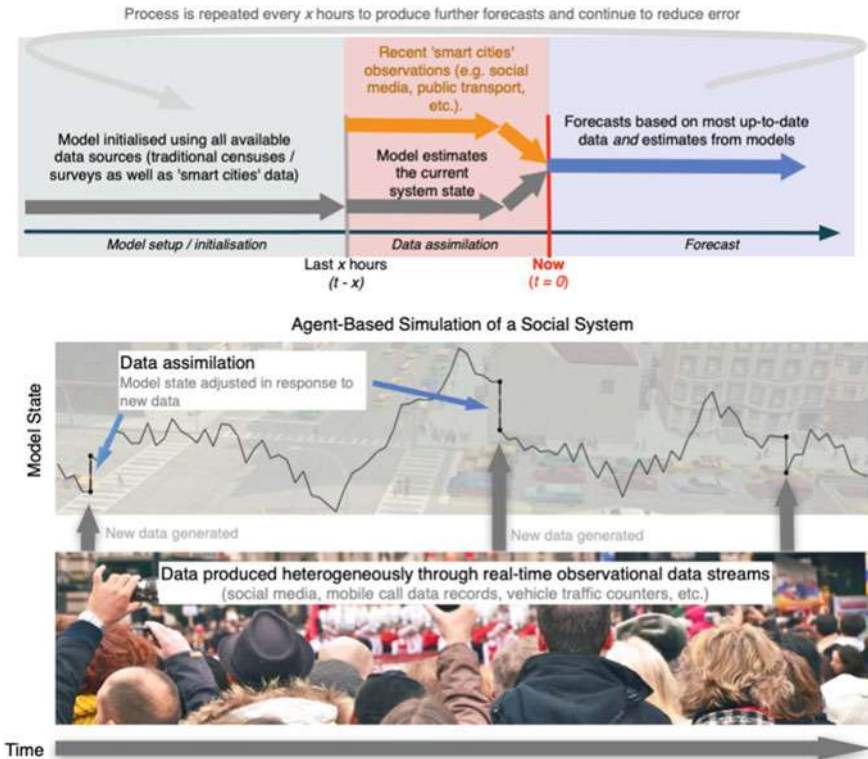 Process is repeated every x hours to produce further forecasts and continue to reduce error
Recent 'smart cities'
observations (e.g. social
media, public transport,
etc.).
Model initialised using all available
data sources (traditional censuses /
surveys as well as 'smart cities' data)
Model estimates
the current
system state
Forecasts based on most up-to-date
data and estimates from models
Model setup / initialisation
Data assimilation
Forecast
Last x hours
(t - x)
Now
(t = 0)
Agent-Based Simulation of a Social System
Model State
Data assimilation
Model state adjusted in response to
new data
New data generated
New data generated
Data produced heterogeneously through real-time observational data streams
(social media, mobile call data records, vehicle traffic counters, etc.)
Time